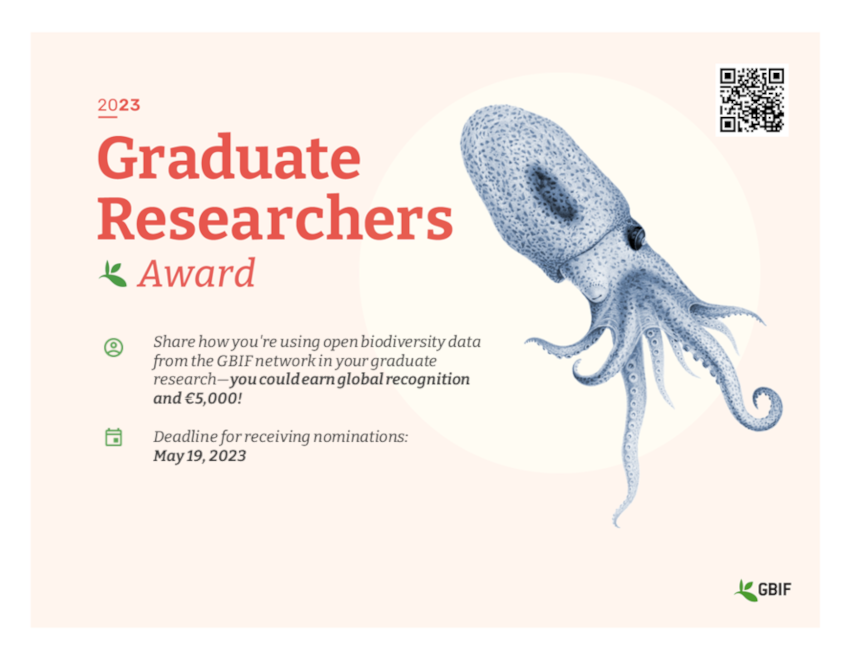 2023
Graduate
Researchers
Award
Share how you're using open biodiversity data
from the GBIF network in your graduate
research—you could earn global recognition
and €5,000!
Deadline for receiving nominations:
May 19, 2023
GBIF